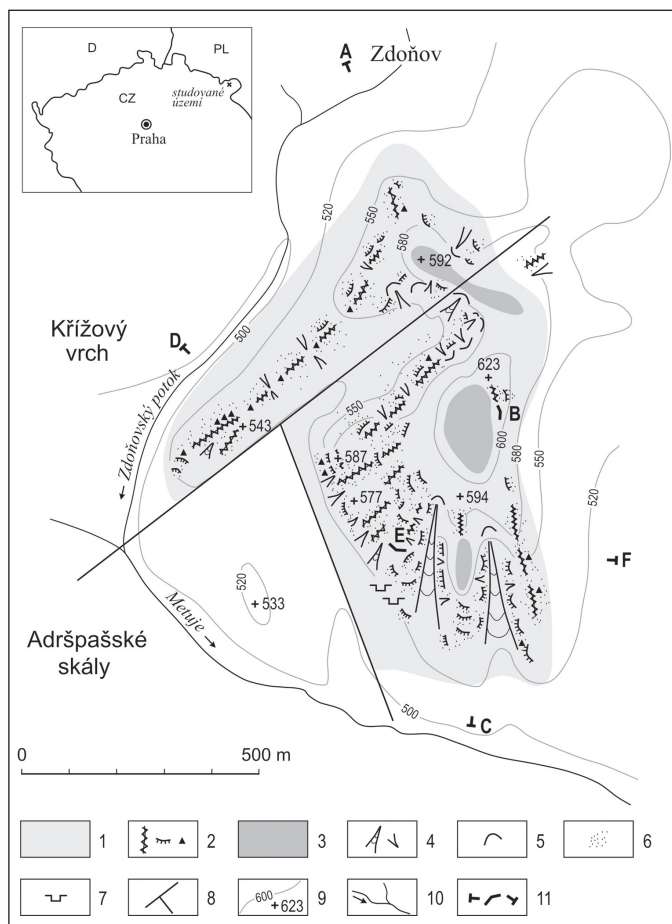 D
PL
CZ
studované
území
Praha
A
Zdoňov
520
550
580
+ 592
500
Křížový
vrch
D
623
+
B
600
580
550
550
+543
Zdoňovský potok
+587
+577
+594
520
E
F
520
+533
Metuje
Adršpašské
skály
500
C
0 500 m
1 2 3 4 5 6
600
+623
7 8 9 10 11